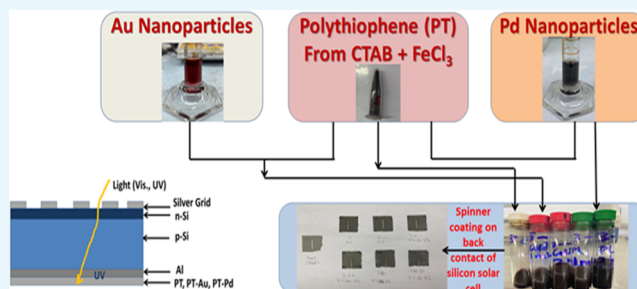 Au Nanoparticles
Polythiophene (PT)
From CTAB + FeCl₃
Pd Nanoparticles
Light (Vis., UV)
Silver Grid
n-Si
p-Si
UV
Al
PT, PT-Au, PT-Pd
Spinner
coating on
back
contact of
silicon solar
cell